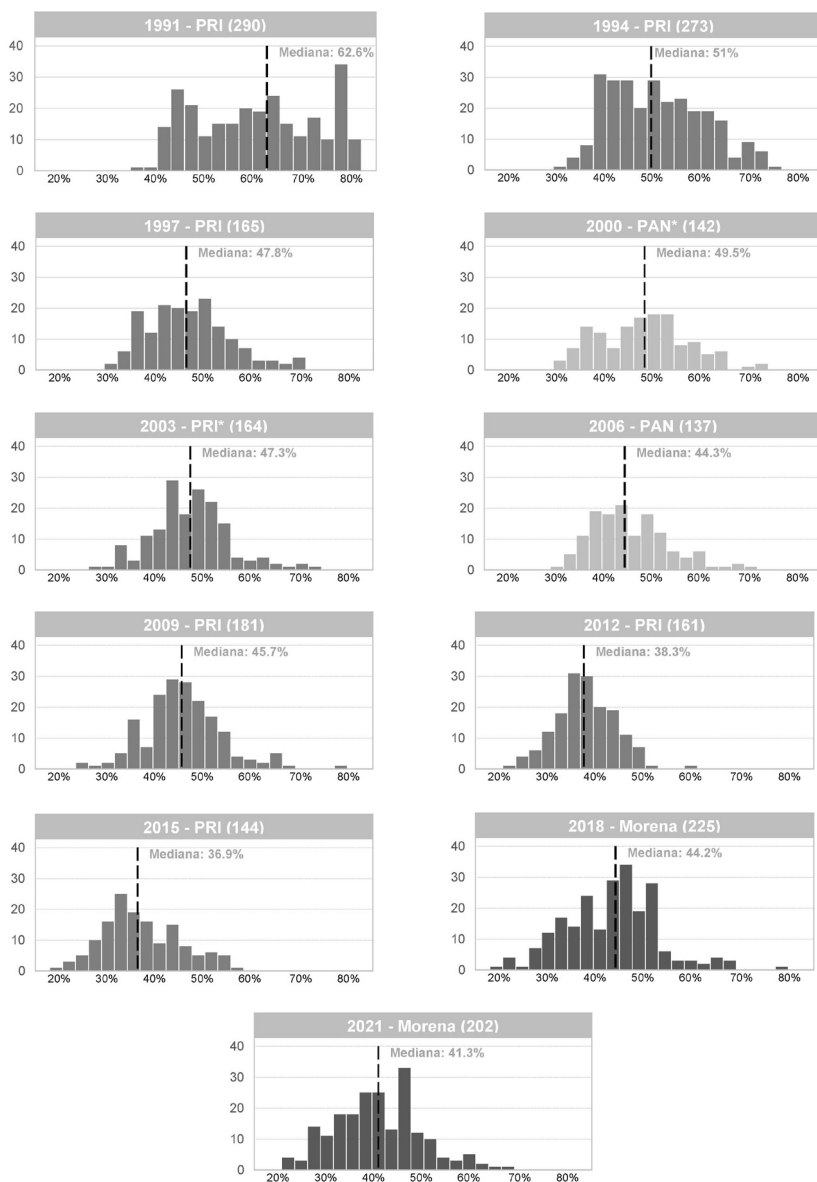 1991 - PRI (290)
Mediana: 62.6%
40
30
20
10
0
20% 30% 40% 50% 60% 70% 80%
1994 - PRI (273)
Mediana: 51%
40
30
20
10
0
20% 30% 40% 50% 60% 70% 80%
1997 - PRI (165)
Mediana: 47.8%
40
30
20
10
0
20% 30% 40% 50% 60% 70% 80%
2000 - PAN* (142)
Mediana: 49.5%
40
30
20
10
0
20% 30% 40% 50% 60% 70% 80%
2003 - PRI* (164)
Mediana: 47.3%
40
30
20
10
0
20% 30% 40% 50% 60% 70% 80%
2006 - PAN (137)
Mediana: 44.3%
40
30
20
10
0
20% 30% 40% 50% 60% 70% 80%
2009 - PRI (181)
Mediana: 45.7%
40
30
20
10
0
20% 30% 40% 50% 60% 70% 80%
2012 - PRI (161)
Mediana: 38.3%
40
30
20
10
0
20% 30% 40% 50% 60% 70% 80%
2015 - PRI (144)
Mediana: 36.9%
40
30
20
10
0
20% 30% 40% 50% 60% 70% 80%
2018 - Morena (225)
Mediana: 44.2%
40
30
20
10
0
20% 30% 40% 50% 60% 70% 80%
2021 - Morena (202)
Mediana: 41.3%
40
30
20
10
0
20% 30% 40% 50% 60% 70% 80%